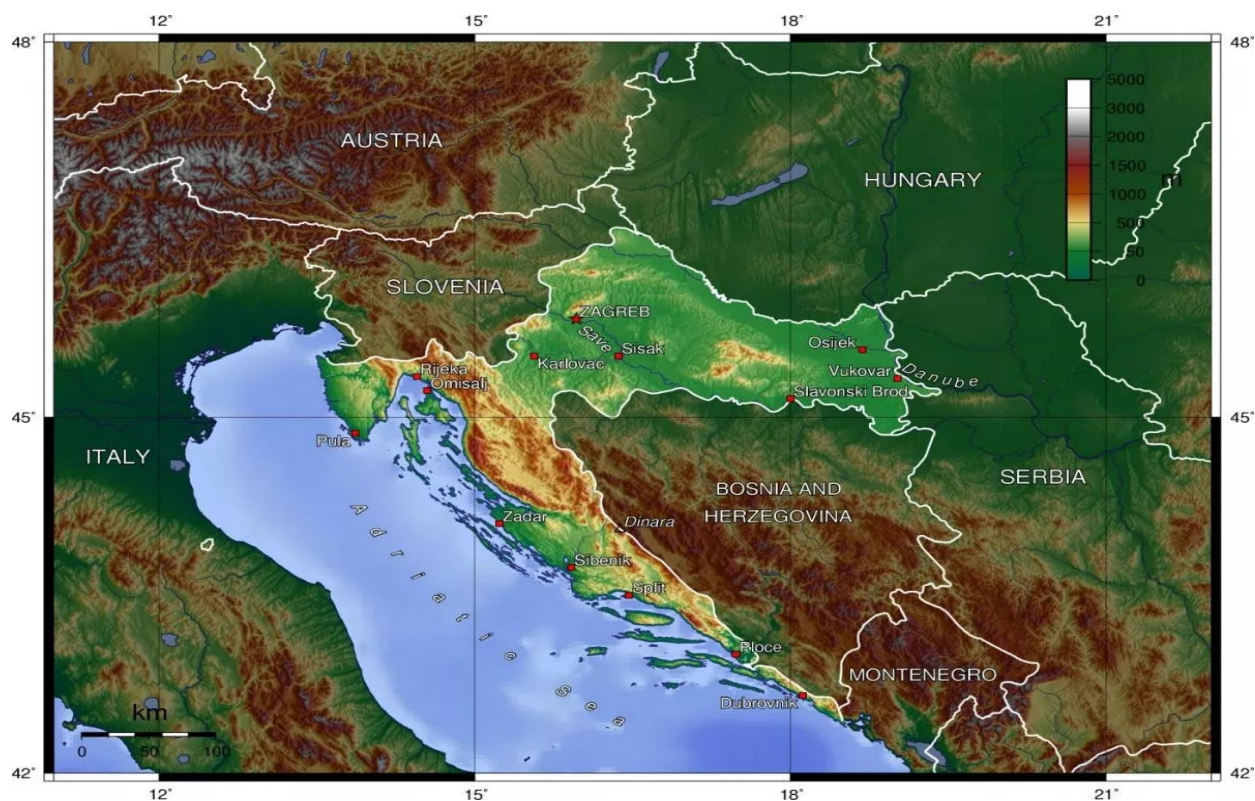 12°
15°
18°
21°
48°
48°
5000
3000
2000
1500
1000
500
50
0
m
AUSTRIA
HUNGARY
SLOVENIA
ZAGREB
Save
Sisak
Karlovac
Osijek
Vukovar
Danube
Slavonski Brod
Rijeka
Omisalj
45°
45°
Pula
ITALY
SERBIA
BOSNIA AND
HERZEGOVINA
Zadar
Dinara
Adriatic Sea
Sibenik
Split
Ploce
MONTENEGRO
Dubrovnik
km
0 50 100
42°
42°
12°
15°
18°
21°